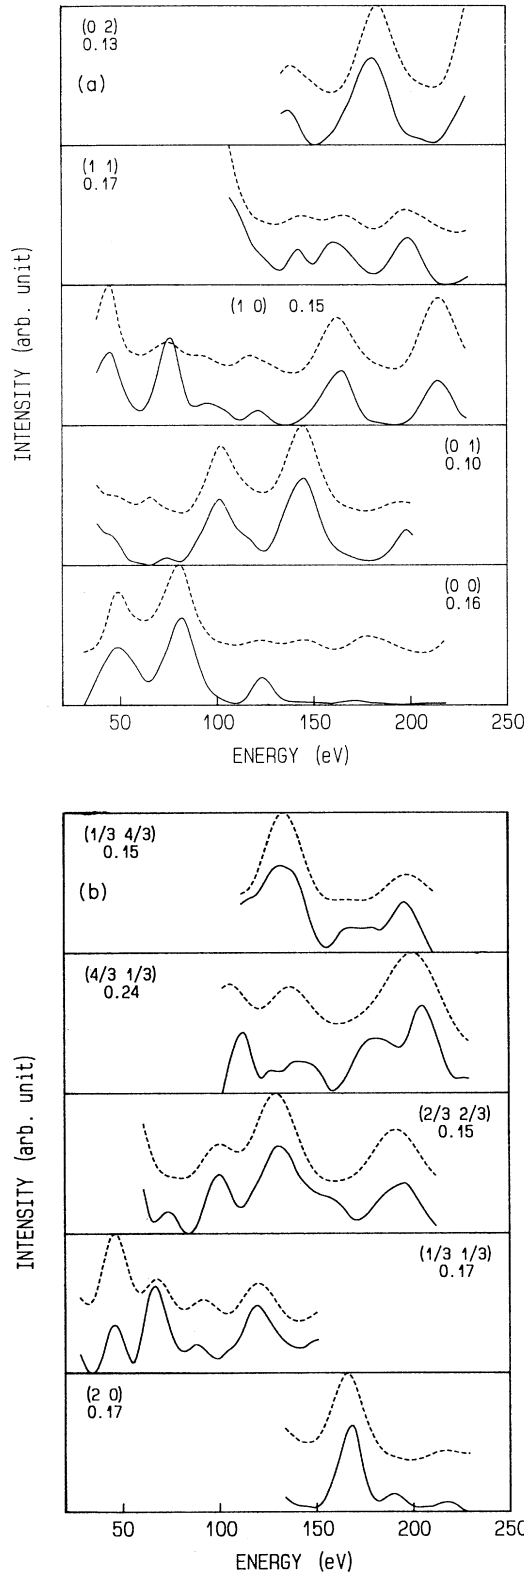 (0 2)
0.13
(a)
(1 1)
0.17
(1 0) 0.15
(0 1)
0.10
(0 0)
0.16
INTENSITY (arb. unit)
50 100 150 200 250
ENERGY (eV)
(1/3 4/3)
0.15
(b)
(4/3 1/3)
0.24
(2/3 2/3)
0.15
(1/3 1/3)
0.17
(2 0)
0.17
INTENSITY (arb. unit)
50 100 150 200 250
ENERGY (eV)